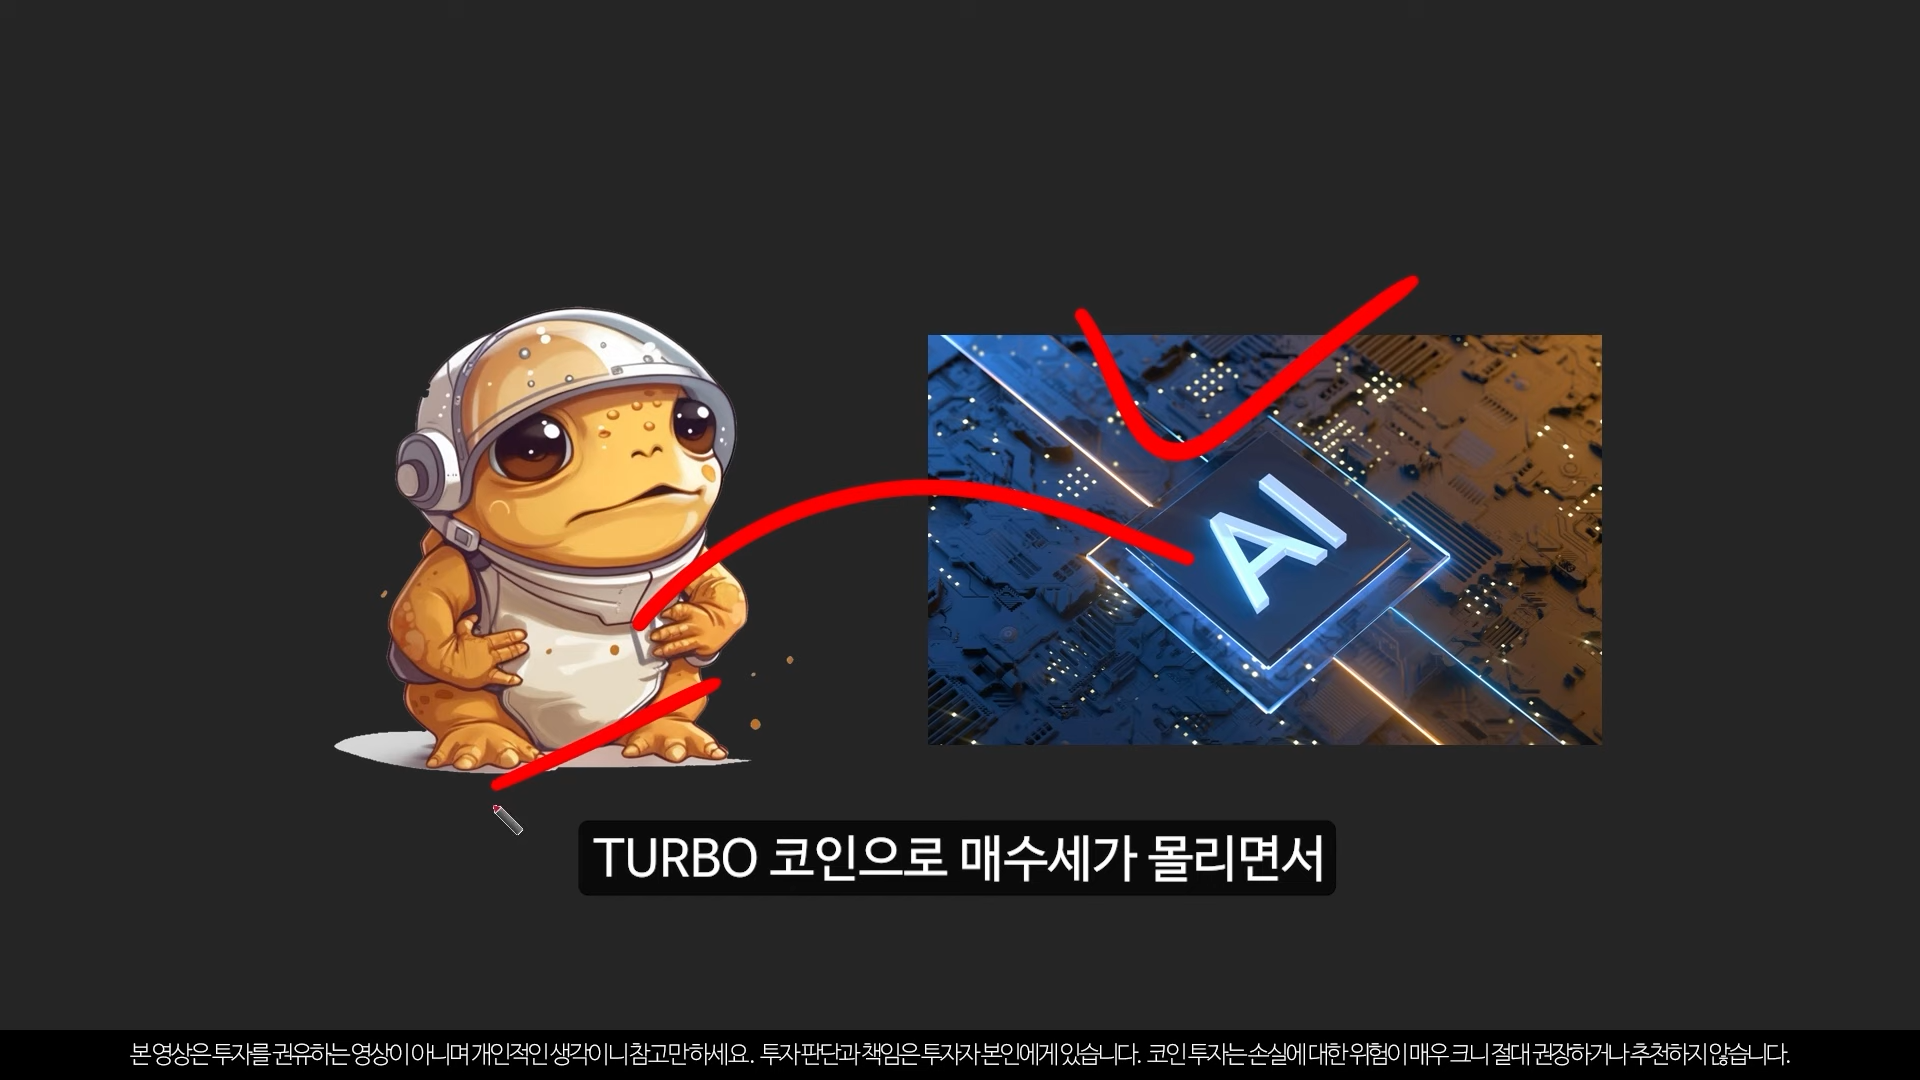 AI
TURBO 코인으로 매수세가 몰리면서
본 영상은 투자를 권유하는 영상이 아니며 개인적인 생각이니 참고만 하세요. 투자 판단과 책임은 투자자 본인에게 있습니다. 코인 투자는 손실에 대한 위험이 매우 크니 절대 권장하거나 추천하지 않습니다.